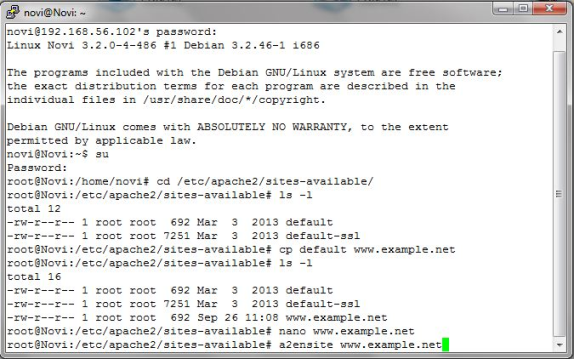 novi@Novi: ~
novi@192.168.56.102's password:
Linux Novi 3.2.0-4-486 #1 Debian 3.2.46-1 i686
The programs included with the Debian GNU/Linux system are free software;
the exact distribution terms for each program are described in the
individual files in /usr/share/doc/*/copyright.
Debian GNU/Linux comes with ABSOLUTELY NO WARRANTY, to the extent
permitted by applicable law.
novi@Novi:~$ su
Password:
root@Novi:/home/novi# cd /etc/apache2/sites-available/
root@Novi:/etc/apache2/sites-available# ls -l
total 12
-rw-r--r-- 1 root root  692 Mar  3  2013 default
-rw-r--r-- 1 root root 7251 Mar  3  2013 default-ssl
root@Novi:/etc/apache2/sites-available# cp default www.example.net
root@Novi:/etc/apache2/sites-available# ls -l
total 16
-rw-r--r-- 1 root root  692 Mar  3  2013 default
-rw-r--r-- 1 root root 7251 Mar  3  2013 default-ssl
-rw-r--r-- 1 root root  692 Sep 26 11:08 www.example.net
root@Novi:/etc/apache2/sites-available# nano www.example.net
root@Novi:/etc/apache2/sites-available# a2ensite www.example.net